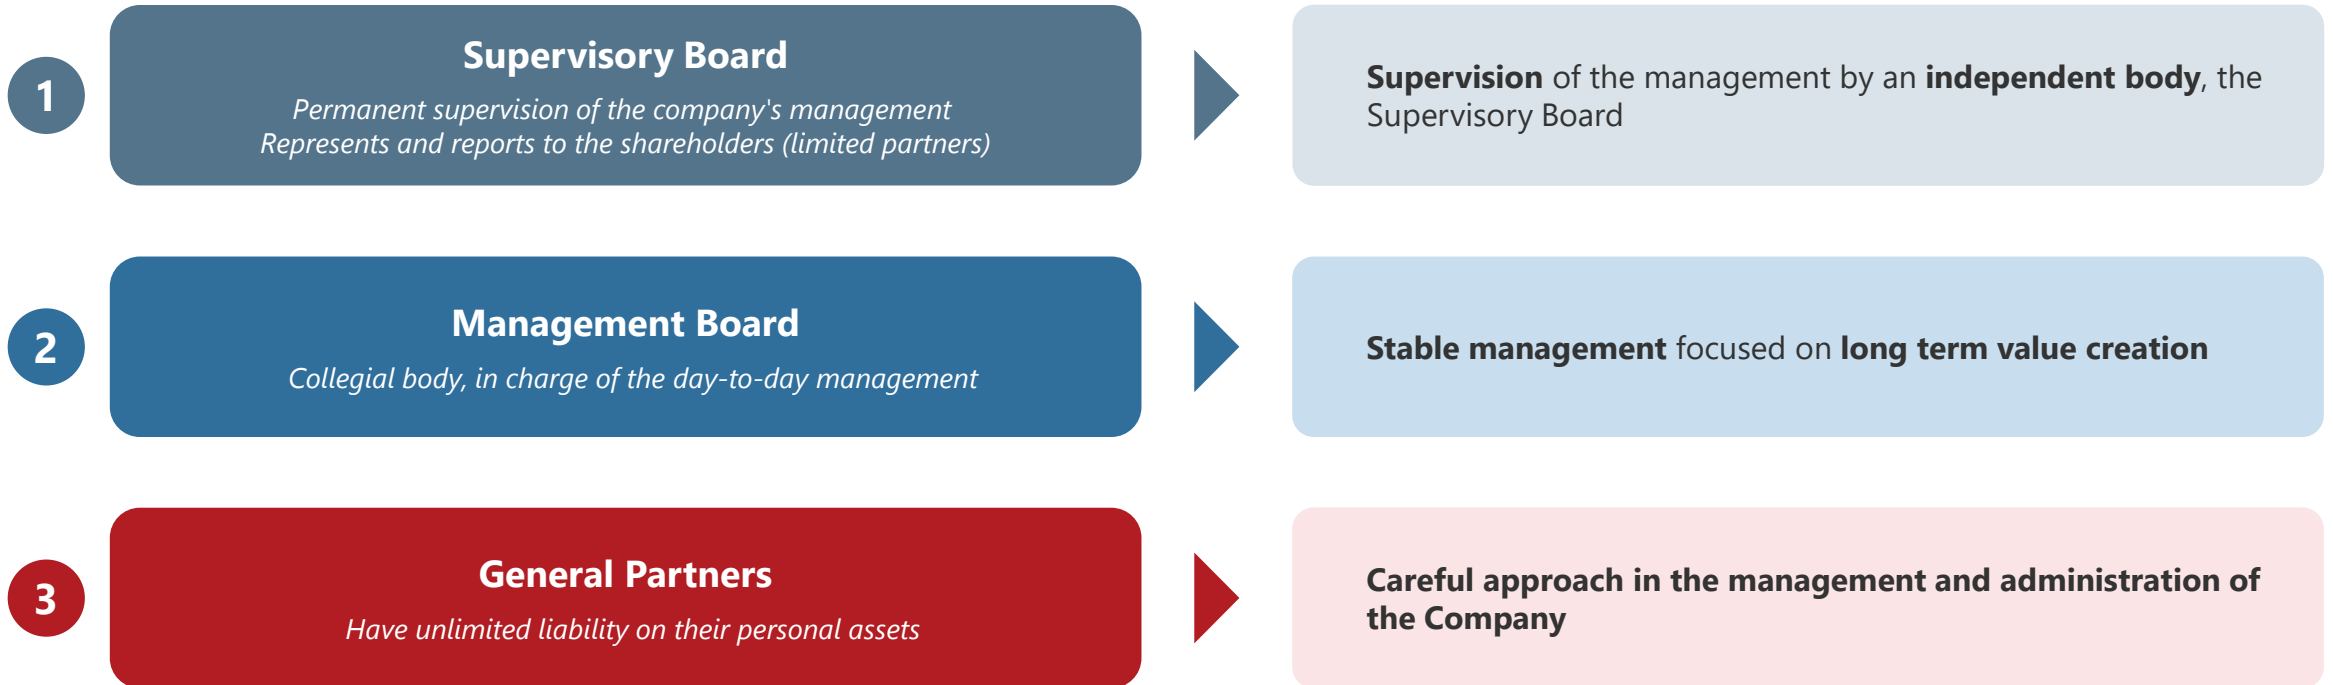 1
Supervisory Board
Permanent supervision of the company's management
Represents and reports to the shareholders (limited partners)
Supervision of the management by an independent body, the
Supervisory Board
2
Management Board
Collegial body, in charge of the day-to-day management
Stable management focused on long term value creation
3
General Partners
Have unlimited liability on their personal assets
Careful approach in the management and administration of
the Company